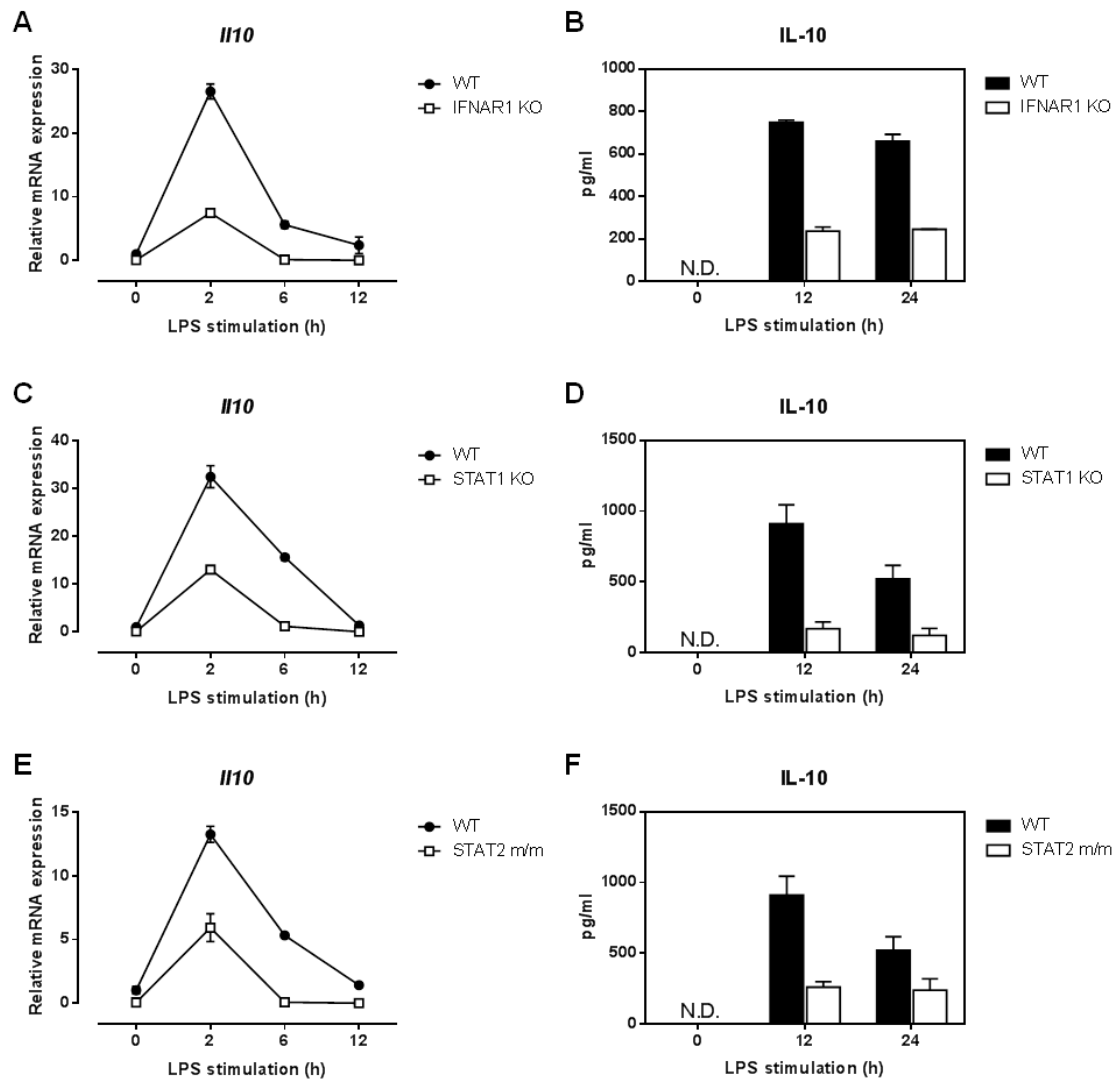 A
Il10
Relative mRNA expression
30
20
10
0
0 2 6 12
LPS stimulation (h)
WT
IFNAR1 KO
B
IL-10
pg/ml
1000
800
600
400
200
0
N.D.
0 12 24
LPS stimulation (h)
WT
IFNAR1 KO
C
Il10
Relative mRNA expression
40
30
20
10
0
0 2 6 12
LPS stimulation (h)
WT
STAT1 KO
D
IL-10
pg/ml
1500
1000
500
0
N.D.
0 12 24
LPS stimulation (h)
WT
STAT1 KO
E
Il10
Relative mRNA expression
15
10
5
0
0 2 6 12
LPS stimulation (h)
WT
STAT2 m/m
F
IL-10
pg/ml
1500
1000
500
0
N.D.
0 12 24
LPS stimulation (h)
WT
STAT2 m/m